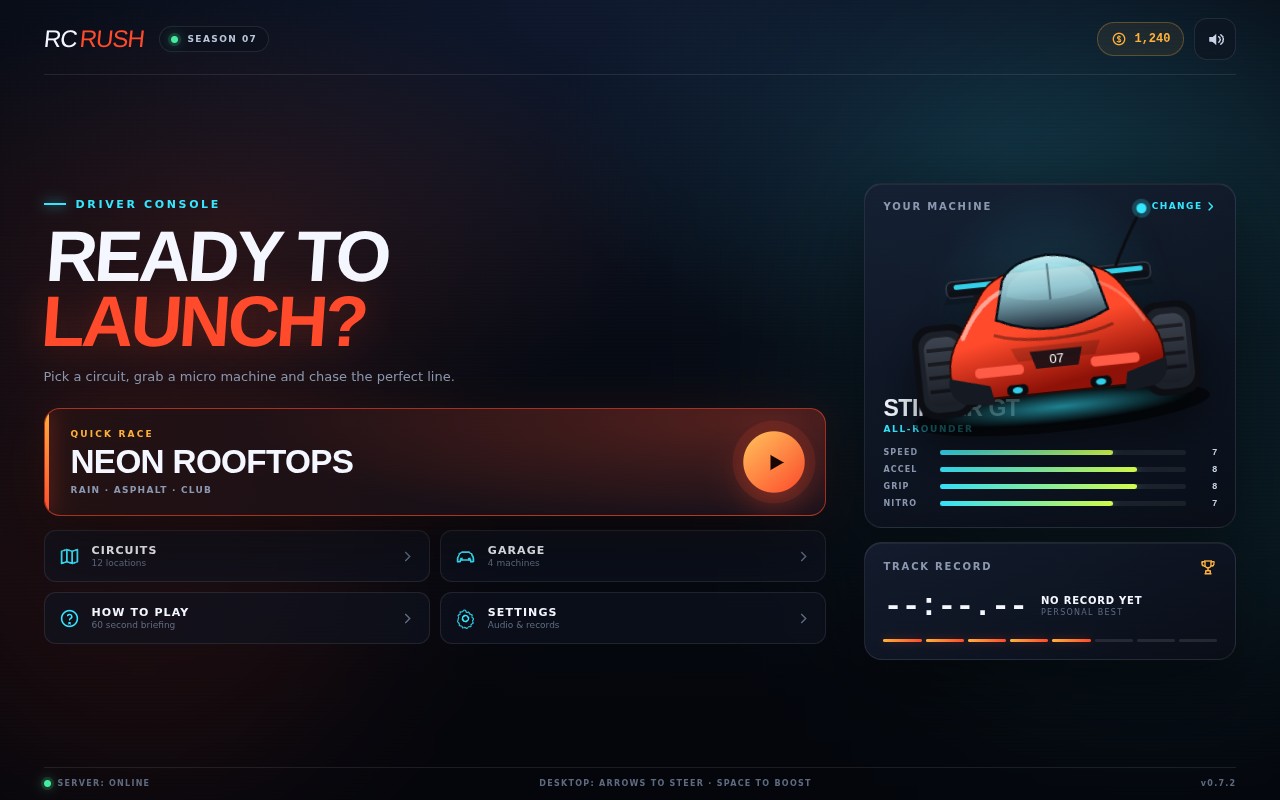 RC RUSH
SEASON 07
1,240
DRIVER CONSOLE
READY TO
LAUNCH?
Pick a circuit, grab a micro machine and chase the perfect line.
QUICK RACE
NEON ROOFTOPS
RAIN · ASPHALT · CLUB
CIRCUITS
12 locations
GARAGE
4 machines
HOW TO PLAY
60 second briefing
SETTINGS
Audio & records
YOUR MACHINE
CHANGE
07
GT
ALL-ROUNDER
SPEED 7
ACCEL 8
GRIP 8
NITRO 7
TRACK RECORD
--:--.--
NO RECORD YET
PERSONAL BEST
SERVER: ONLINE
DESKTOP: ARROWS TO STEER · SPACE TO BOOST
v0.7.2